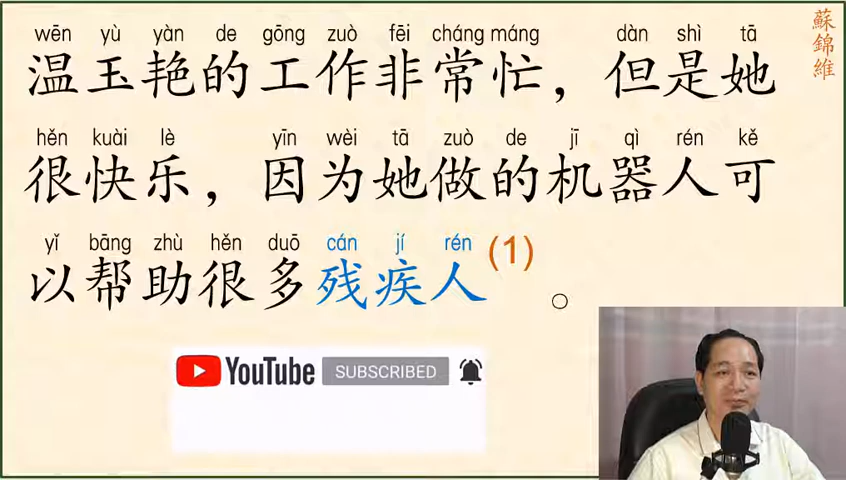 wēn yù yàn de gōng zuò fēi cháng máng dàn shì tā
温玉艳的工作非常忙，但是她
hěn kuài lè yīn wèi tā zuò de jī qì rén kě
很快乐，因为她做的机器人可
yǐ bāng zhù hěn duō cán jí rén
以帮助很多残疾人(1)。
蘇錦維
YouTube SUBSCRIBED